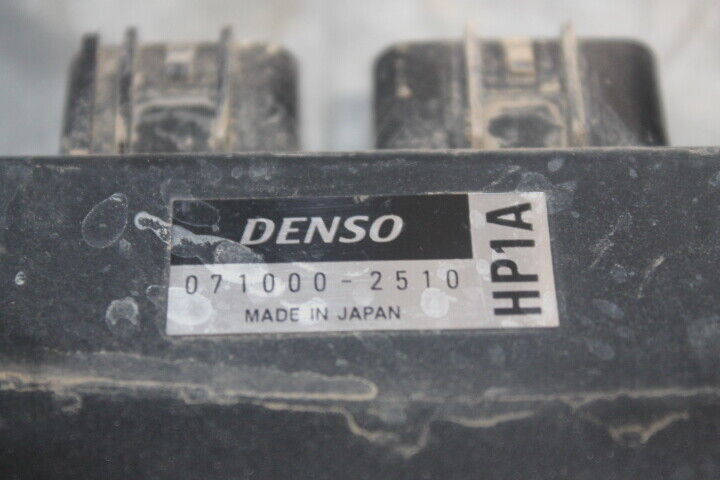 DENSO
071000-2510
MADE IN JAPAN
HP1A